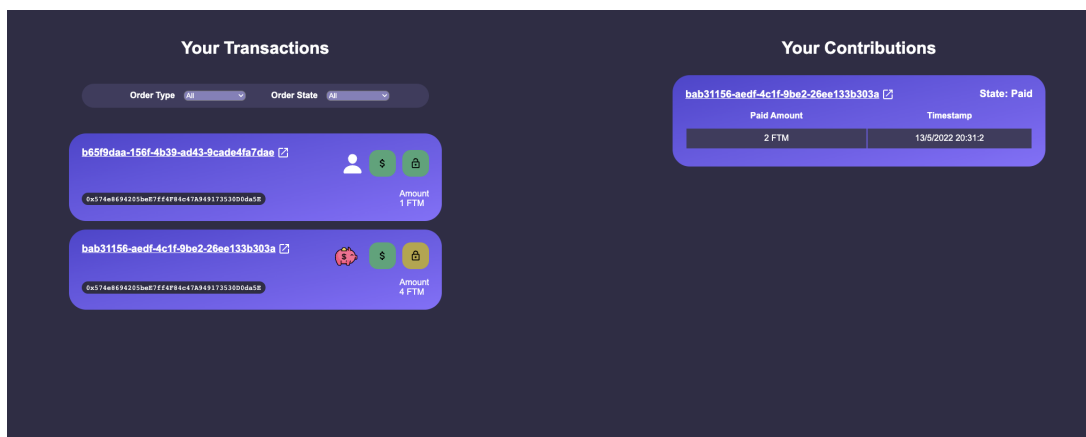 Your Transactions
Order Type All Order State All
b65f9daa-156f-4b39-ad43-9cade4fa7dae
$
0x574e8694205beE7ff4F84c47A949173530D0da5E
Amount
1 FTM
bab31156-aedf-4c1f-9be2-26ee133b303a
$ $
0x574e8694205beE7ff4F84c47A949173530D0da5E
Amount
4 FTM
Your Contributions
bab31156-aedf-4c1f-9be2-26ee133b303a State: Paid
Paid Amount Timestamp
2 FTM 13/5/2022 20:31:2